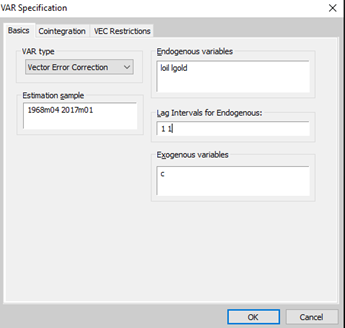 VAR Specification
Basics Cointegration VEC Restrictions
VAR type
Vector Error Correction
Estimation sample
1968m04 2017m01
Endogenous variables
loil lgold
Lag Intervals for Endogenous:
1 1
Exogenous variables
c
OK Cancel